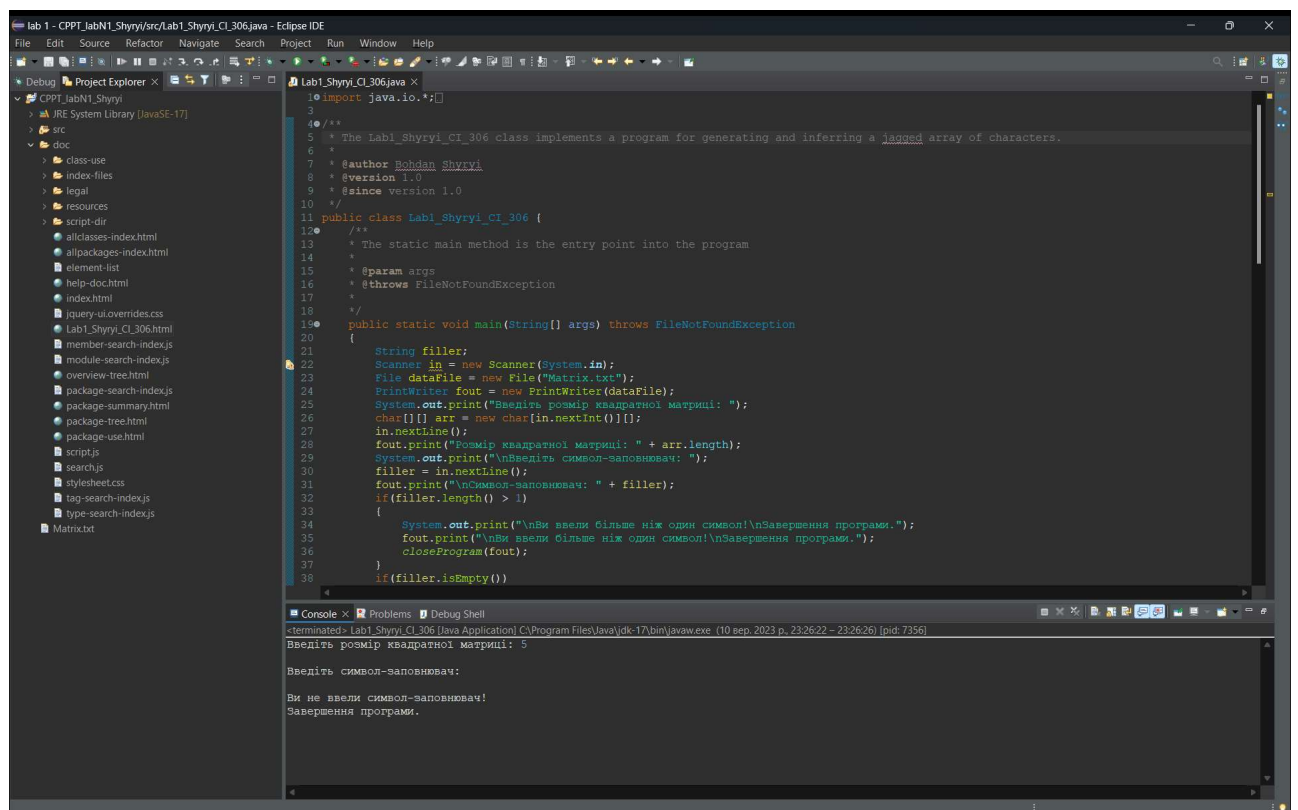 lab 1 - CPPT_labN1_Shyryi/src/Lab1_Shyryi_CI_306.java - Eclipse IDE
File Edit Source Refactor Navigate Search Project Run Window Help
Debug Project Explorer
CPPT_labN1_Shyryi
JRE System Library [JavaSE-17]
src
doc
class-use
index-files
legal
resources
script-dir
allclasses-index.html
allpackages-index.html
element-list
help-doc.html
index.html
jquery-ui.overrides.css
Lab1_Shyryi_CI_306.html
member-search-index.js
module-search-index.js
overview-tree.html
package-search-index.js
package-summary.html
package-tree.html
package-use.html
script.js
search.js
stylesheet.css
tag-search-index.js
type-search-index.js
Matrix.txt
Lab1_Shyryi_CI_306.java
1 import java.io.*;
3
4 /**
5 * The Lab1_Shyryi_CI_306 class implements a program for generating and inferring a jagged array of characters.
6 *
7 * @author Bohdan Shyryi
8 * @version 1.0
9 * @since version 1.0
10 */
11 public class Lab1_Shyryi_CI_306 {
12 /**
13 * The static main method is the entry point into the program
14 *
15 * @param args
16 * @throws FileNotFoundException
17 *
18 */
19 public static void main(String[] args) throws FileNotFoundException
20 {
21 String filler;
22 Scanner in = new Scanner(System.in);
23 File dataFile = new File("Matrix.txt");
24 PrintWriter fout = new PrintWriter(dataFile);
25 System.out.print("Введіть розмір квадратної матриці: ");
26 char[][] arr = new char[in.nextInt()][];
27 in.nextLine();
28 fout.print("Розмір квадратної матриці: " + arr.length);
29 System.out.print("\nВведіть символ-заповнювач: ");
30 filler = in.nextLine();
31 fout.print("\nСимвол-заповнювач: " + filler);
32 if(filler.length() > 1)
33 {
34 System.out.print("\nВи ввели більше ніж один символ!\nЗавершення програми.");
35 fout.print("\nВи ввели більше ніж один символ!\nЗавершення програми.");
36 closeProgram(fout);
37 }
38 if(filler.isEmpty())
Console Problems Debug Shell
<terminated> Lab1_Shyryi_CI_306 [Java Application] C:\Program Files\Java\jdk-17\bin\javaw.exe (10 вер. 2023 р., 23:26:22 – 23:26:26) [pid: 7356]
Введіть розмір квадратної матриці: 5
Введіть символ-заповнювач:
Ви не ввели символ-заповнювач!
Завершення програми.